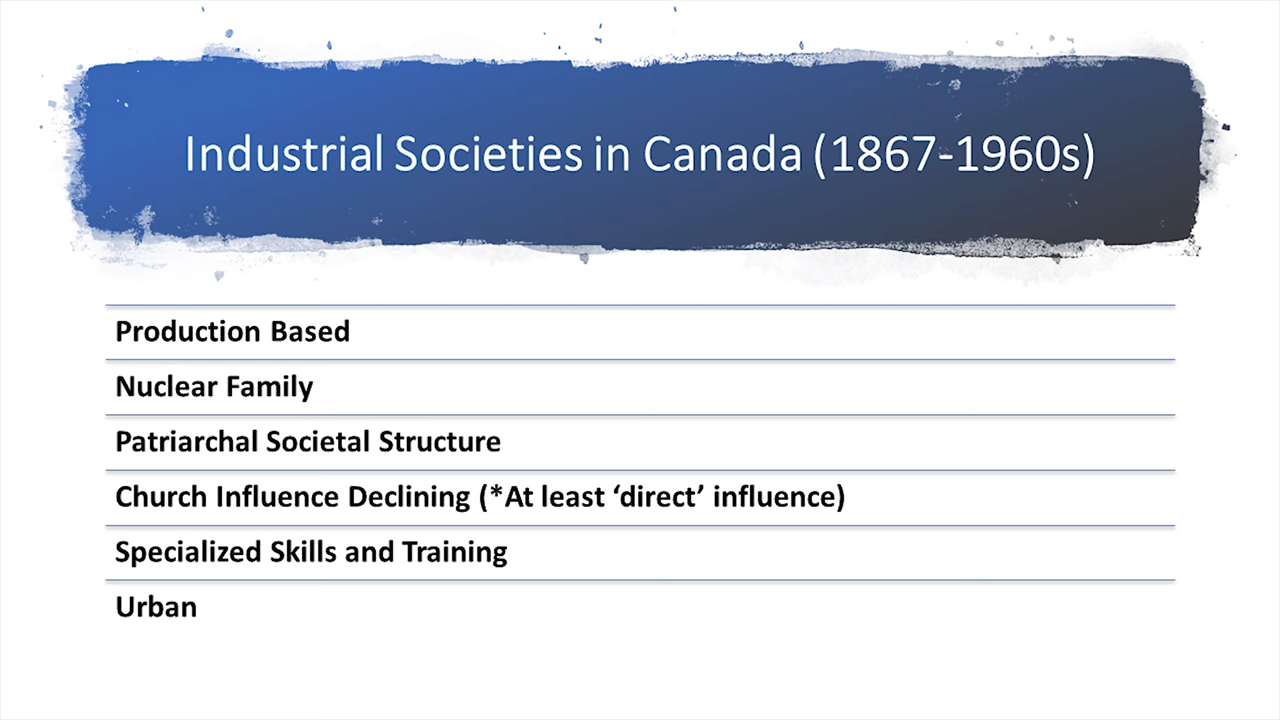 Industrial Societies in Canada (1867-1960s)
Production Based
Nuclear Family
Patriarchal Societal Structure
Church Influence Declining (*At least ‘direct’ influence)
Specialized Skills and Training
Urban